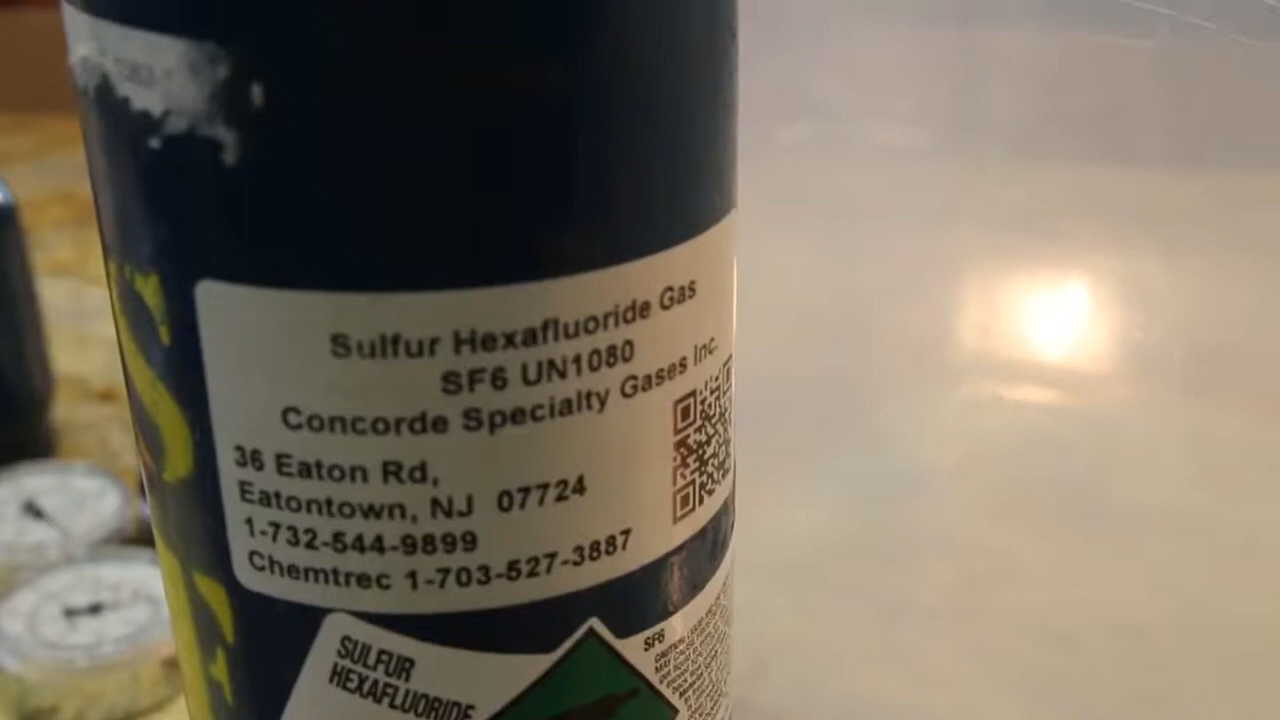 Sulfur Hexafluoride Gas
SF6 UN1080
Concorde Specialty Gases Inc.
36 Eaton Rd,
Eatontown, NJ 07724
1-732-544-9899
Chemtrec 1-703-527-3887
SULFUR
HEXAFLUORIDE
SF6